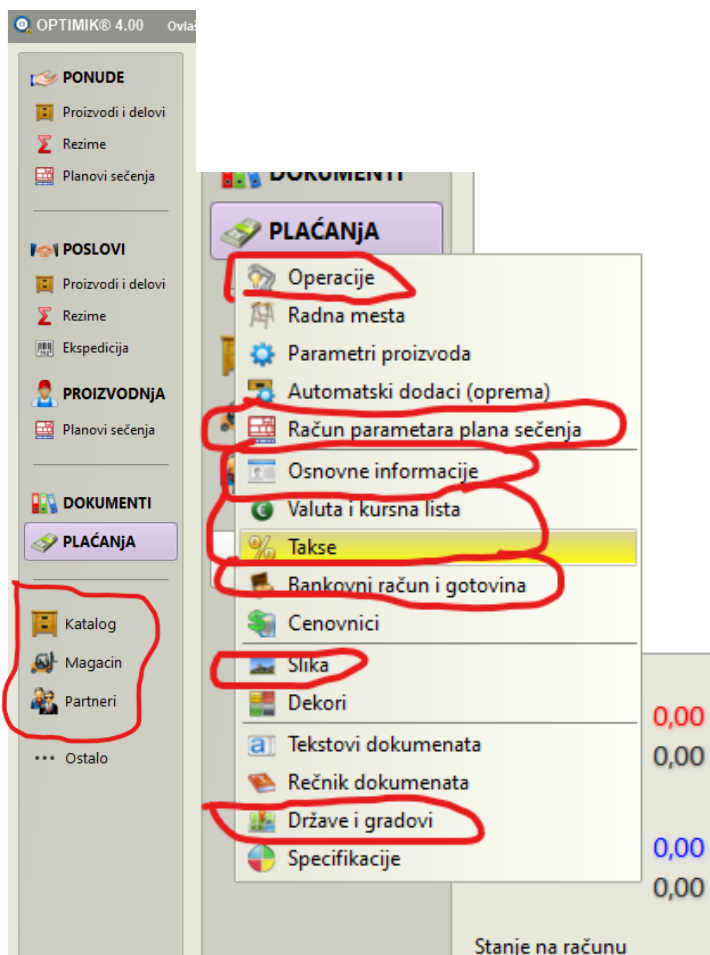 OPTIMIK® 4.00
PONUDE
Proizvodi i delovi
Rezime
Planovi sečenja
POSLOVI
Proizvodi i delovi
Rezime
Ekspedicija
PROIZVODNjA
Planovi sečenja
DOKUMENTI
PLAĆANjA
Katalog
Magacin
Partneri
Ostalo
DOKUMENTI
PLAĆANjA
Operacije
Radna mesta
Parametri proizvoda
Automatski dodaci (oprema)
Račun parametara plana sečenja
Osnovne informacije
Valuta i kursna lista
Takse
Bankovni račun i gotovina
Cenovnici
Slika
Dekori
Tekstovi dokumenata
Rečnik dokumenata
Države i gradovi
Specifikacije
0,00
0,00
0,00
0,00
Stanje na računu